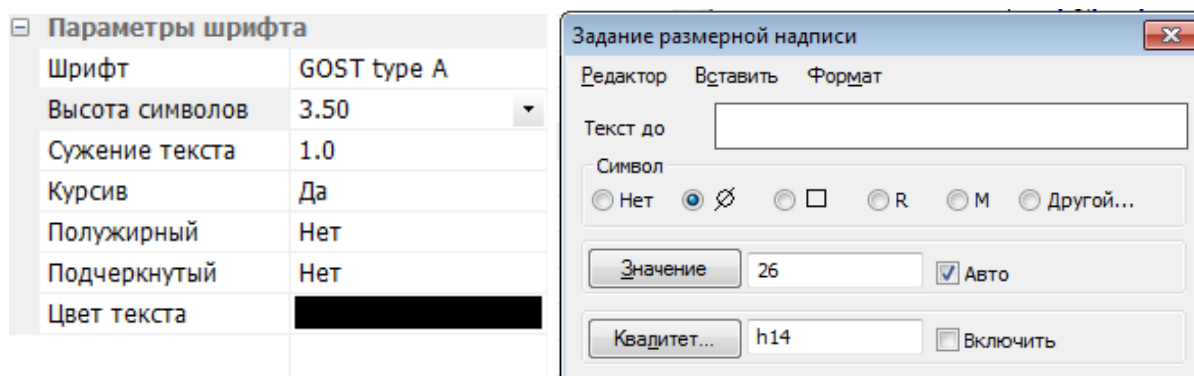 Параметры шрифта
Шрифт GOST type A
Высота символов 3.50
Сужение текста 1.0
Курсив Да
Полужирный Нет
Подчеркнутый Нет
Цвет текста
Задание размерной надписи
Редактор Вставить Формат
Текст до
Символ
Нет ∅ □ R M Другой...
Значение 26 Авто
Квалитет... h14 Включить